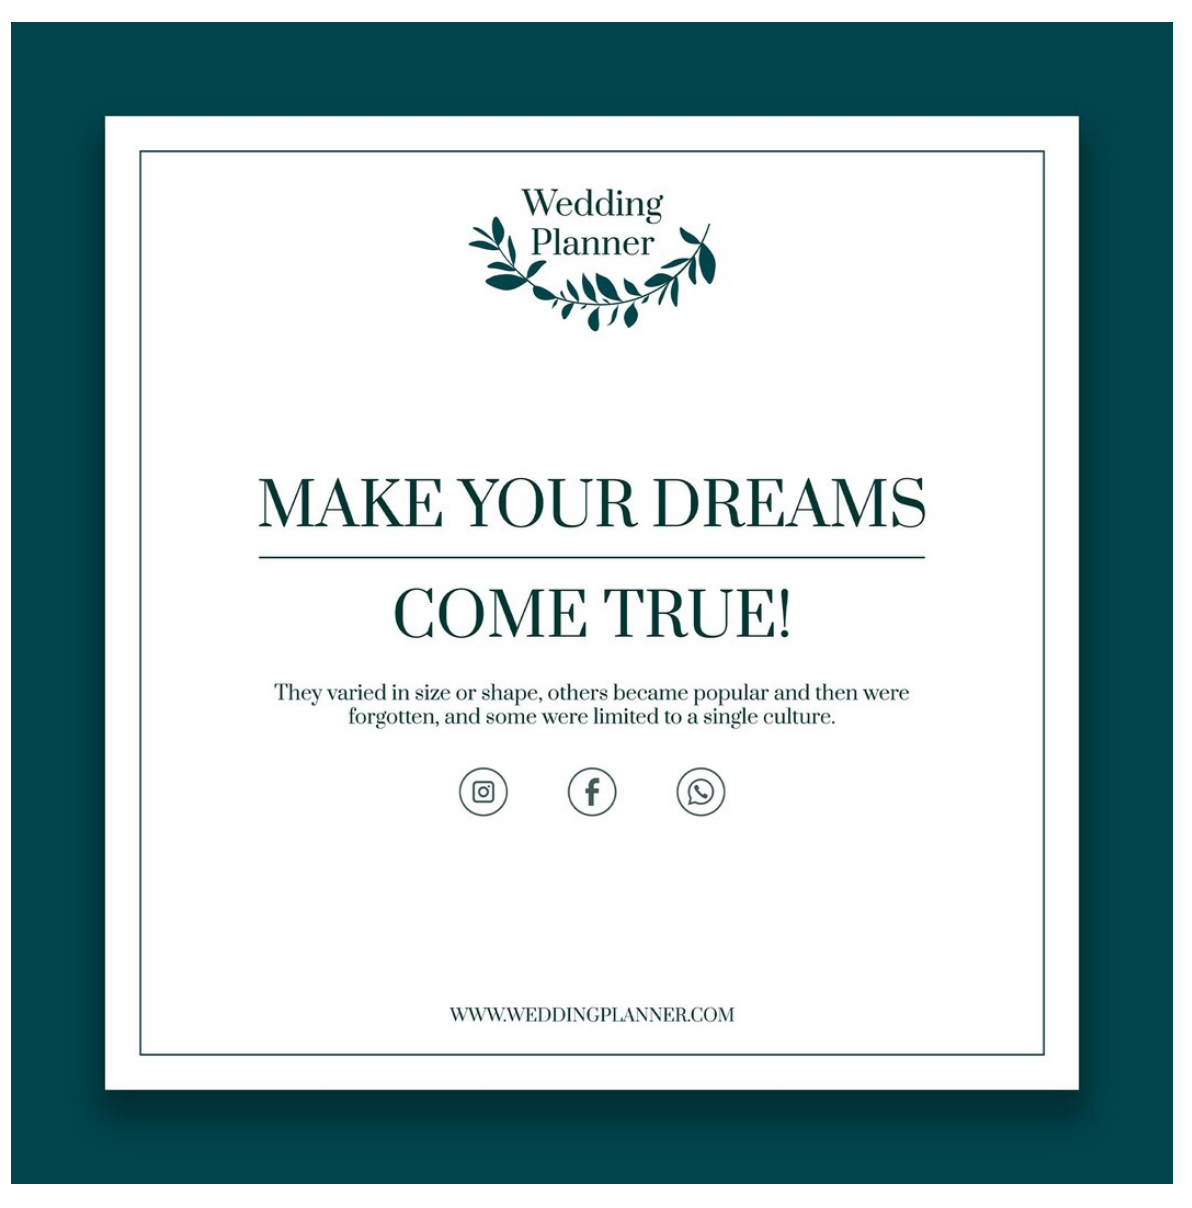 Wedding
Planner
MAKE YOUR DREAMS
COME TRUE!
They varied in size or shape, others became popular and then were
forgotten, and some were limited to a single culture.
WWW.WEDDINGPLANNER.COM